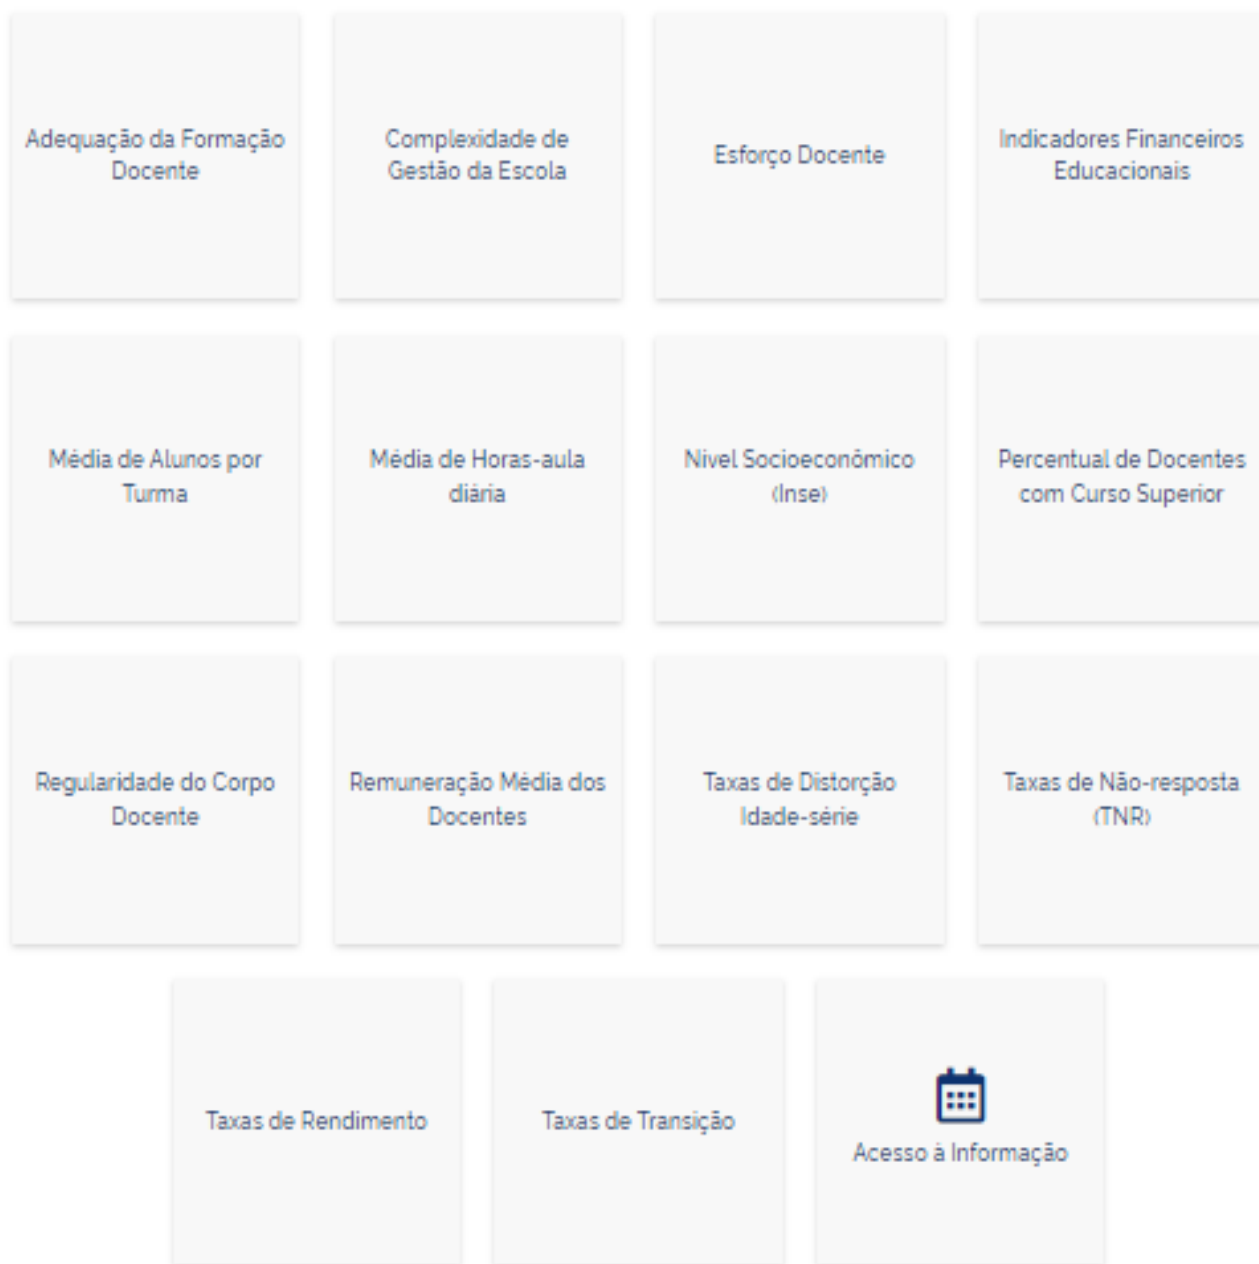 Adequação da Formação
Docente
Complexidade de
Gestão da Escola
Esforço Docente
Indicadores Financeiros
Educacionais
Média de Alunos por
Turma
Média de Horas-aula
diária
Nível Socioeconômico
(Inse)
Percentual de Docentes
com Curso Superior
Regularidade do Corpo
Docente
Remuneração Média dos
Docentes
Taxas de Distorção
Idade-série
Taxas de Não-resposta
(TNR)
Taxas de Rendimento
Taxas de Transição
Acesso à Informação